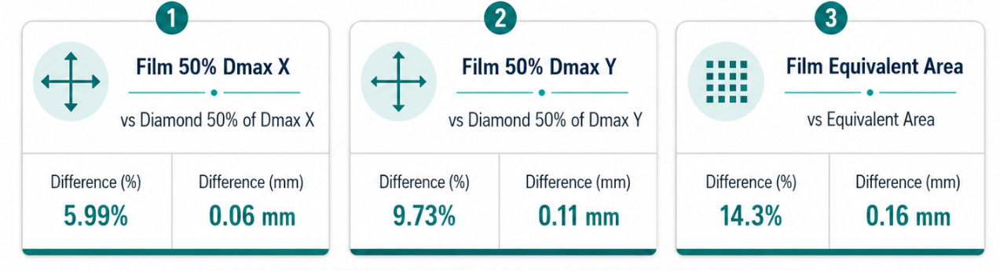 1
Film 50% Dmax X
vs Diamond 50% of Dmax X
Difference (%)
5.99%
Difference (mm)
0.06 mm
2
Film 50% Dmax Y
vs Diamond 50% of Dmax Y
Difference (%)
9.73%
Difference (mm)
0.11 mm
3
Film Equivalent Area
vs Equivalent Area
Difference (%)
14.3%
Difference (mm)
0.16 mm